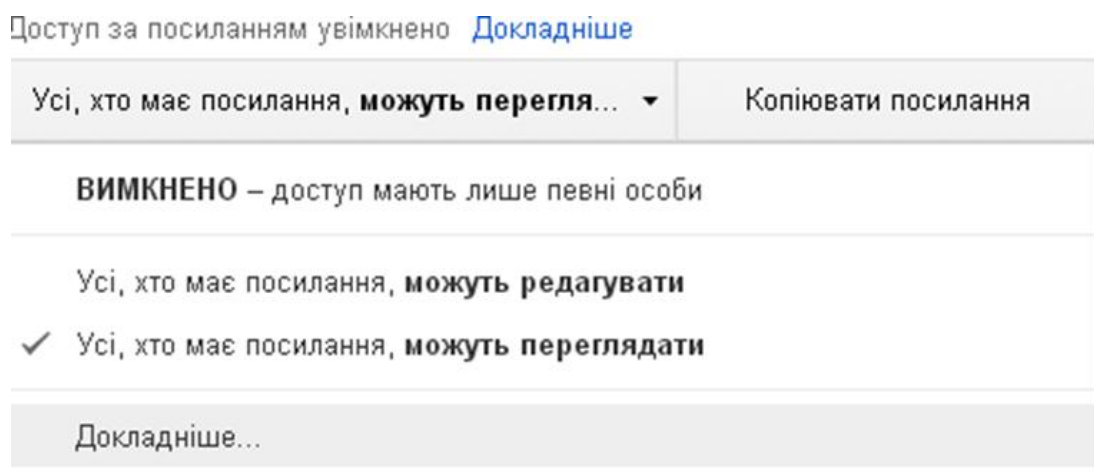 Доступ за посиланням увімкнено Докладніше
Усі, хто має посилання, можуть перегля... Копіювати посилання
ВИМКНЕНО – доступ мають лише певні особи
Усі, хто має посилання, можуть редагувати
Усі, хто має посилання, можуть переглядати
Докладніше...